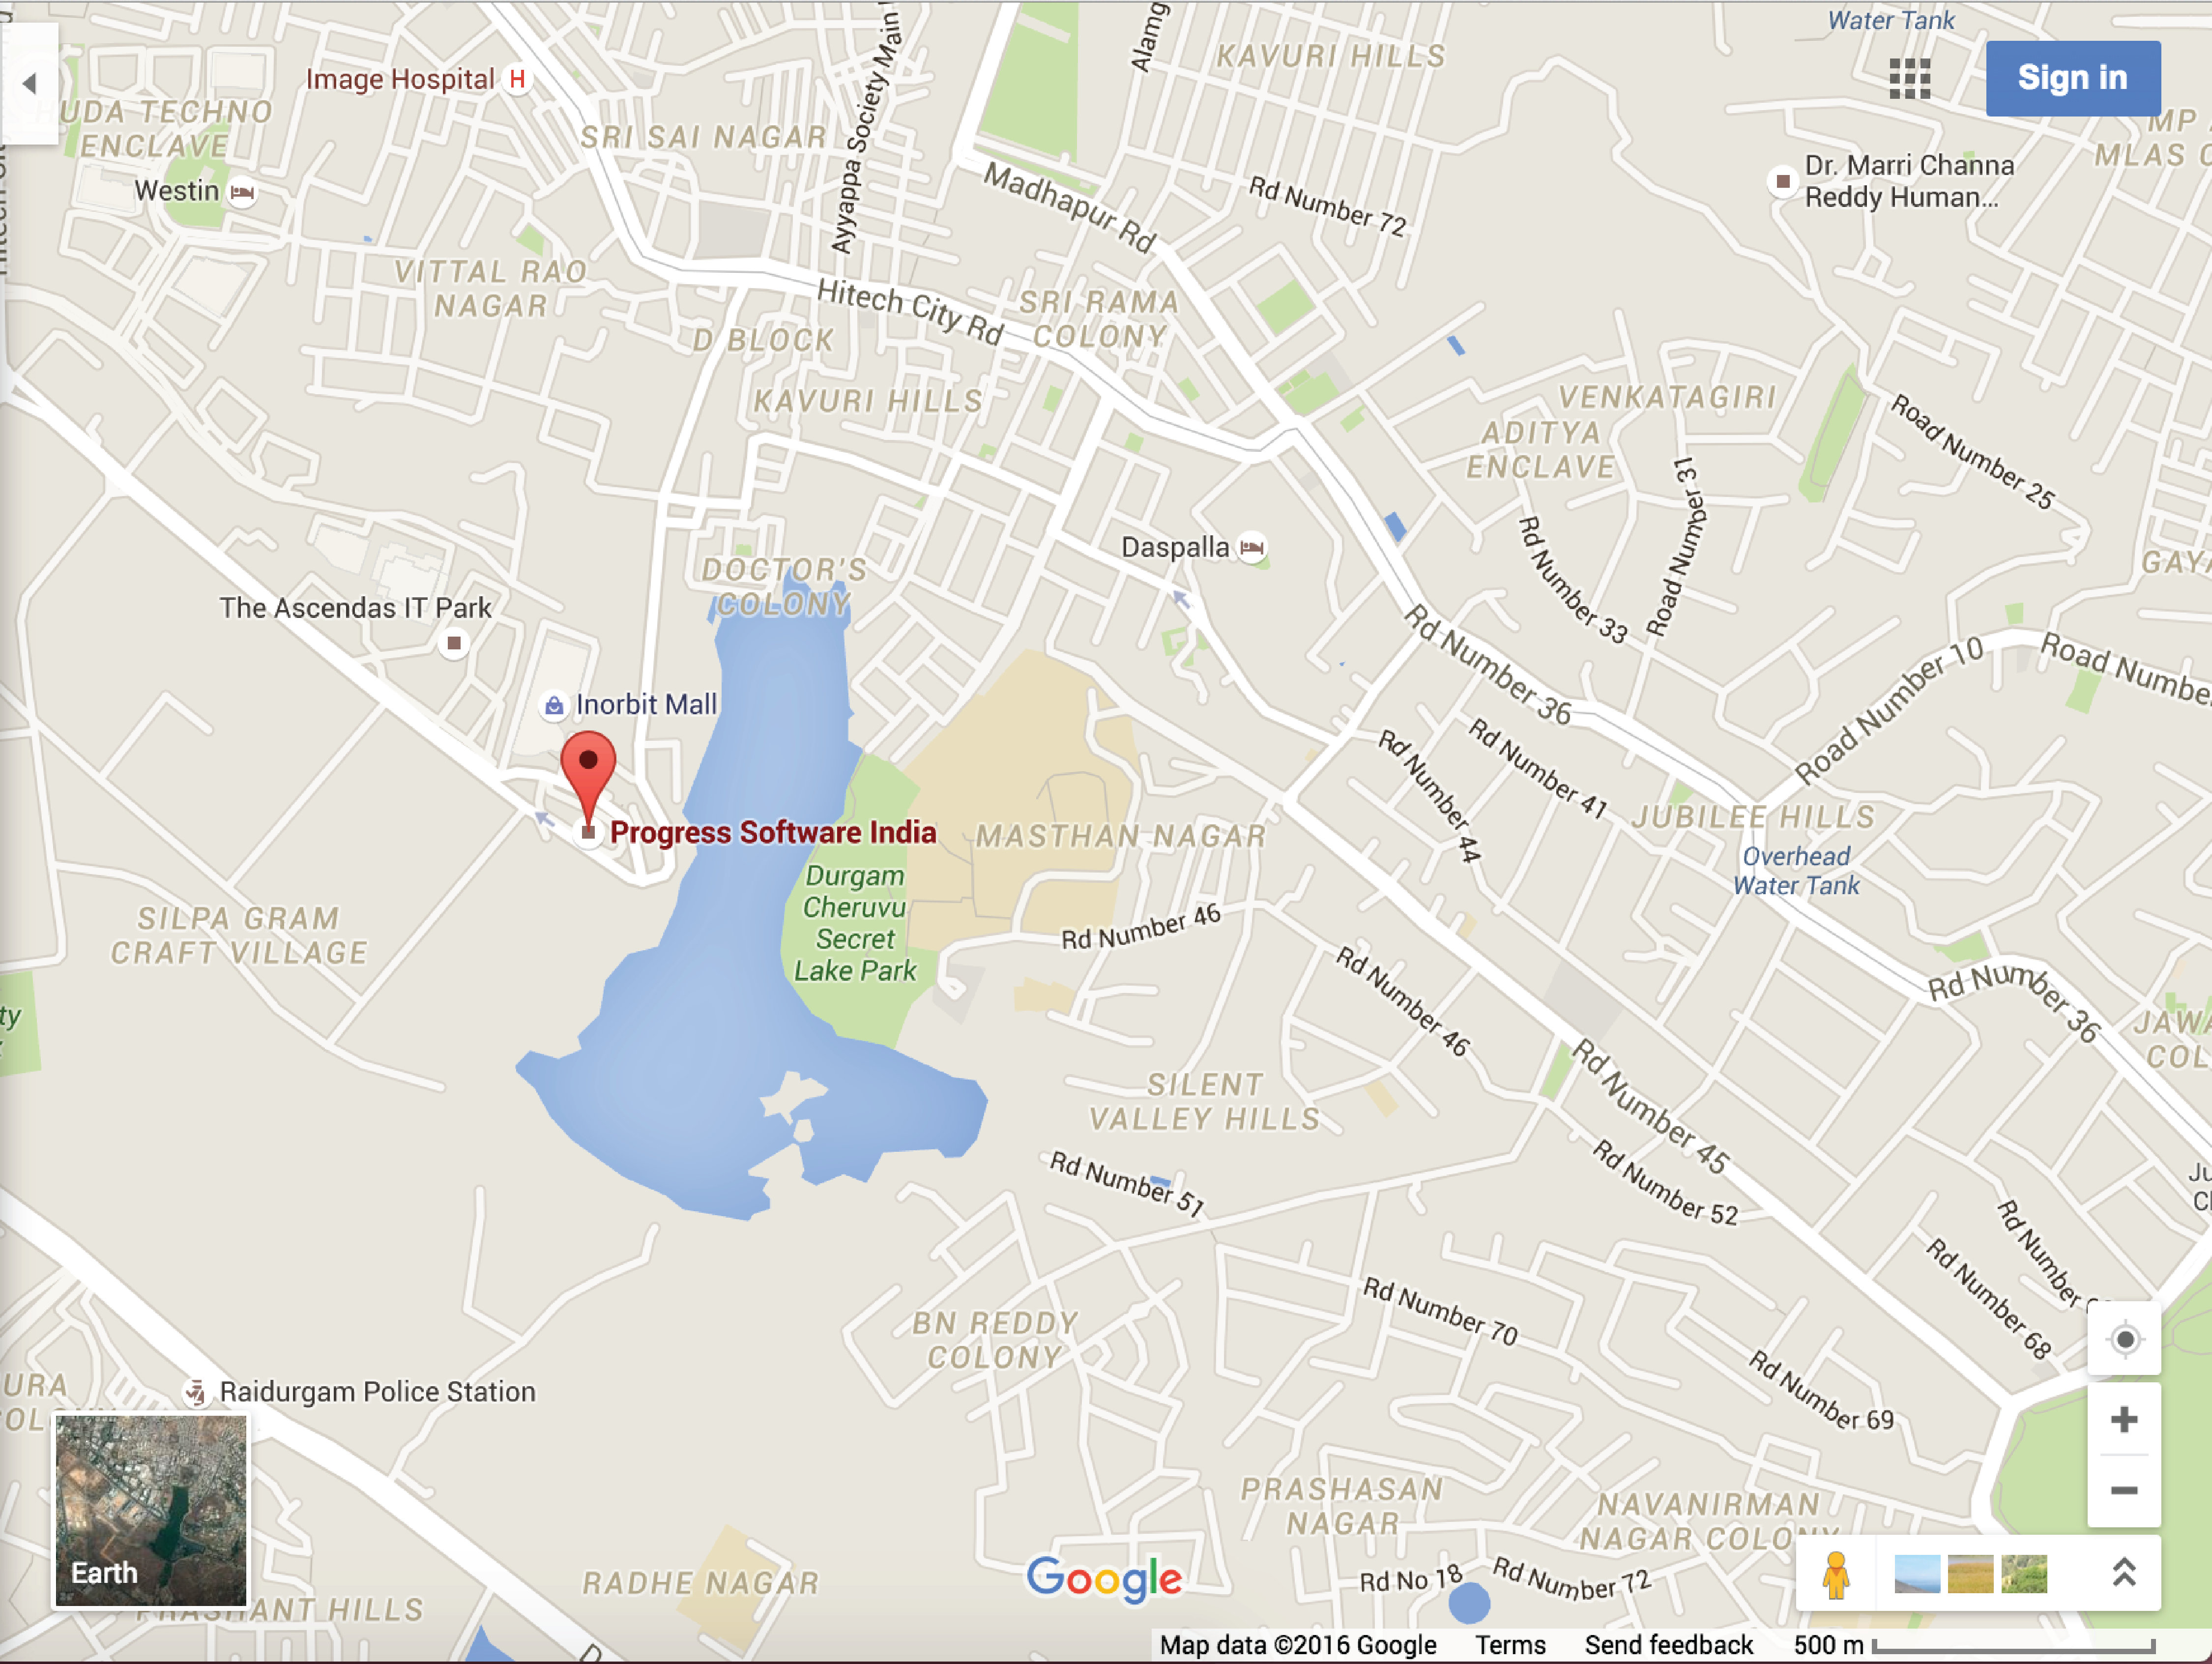 Water Tank
Alamg
KAVURI HILLS
Sign in
Image Hospital H
Ayyappa Society Main
HUDA TECHNO
ENCLAVE
SRI SAI NAGAR
MP
MLAS C
Westin
Madhapur Rd
Rd Number 72
Dr. Marri Channa
Reddy Human...
VITTAL RAO
NAGAR
Hitech City Rd
SRI RAMA
COLONY
D BLOCK
KAVURI HILLS
VENKATAGIRI
ADITYA
ENCLAVE
Road Number 25
Road Number 31
Rd Number 33
DOCTOR'S
COLONY
Daspalla
GAYA
The Ascendas IT Park
Rd Number 36
Road Number 10
Road Numbe
Inorbit Mall
Rd Number 44
Rd Number 41
Progress Software India
MASTHAN NAGAR
JUBILEE HILLS
Overhead
Water Tank
Durgam
Cheruvu
Secret
Lake Park
SILPA GRAM
CRAFT VILLAGE
Rd Number 46
Rd Number 46
Rd Number 36
ty
JAWA
COL
Rd Number 45
SILENT
VALLEY HILLS
Rd Number 51
Rd Number 52
Ju
Cl
Rd Number 6
Rd Number 68
Rd Number 70
BN REDDY
COLONY
Rd Number 69
URA
COLONY
Raidurgam Police Station
PRASHASAN
NAGAR
NAVANIRMAN
NAGAR COLONY
Earth
RADHE NAGAR
Google
Rd No 18
Rd Number 72
PRASHANT HILLS
Map data ©2016 Google Terms Send feedback 500 m